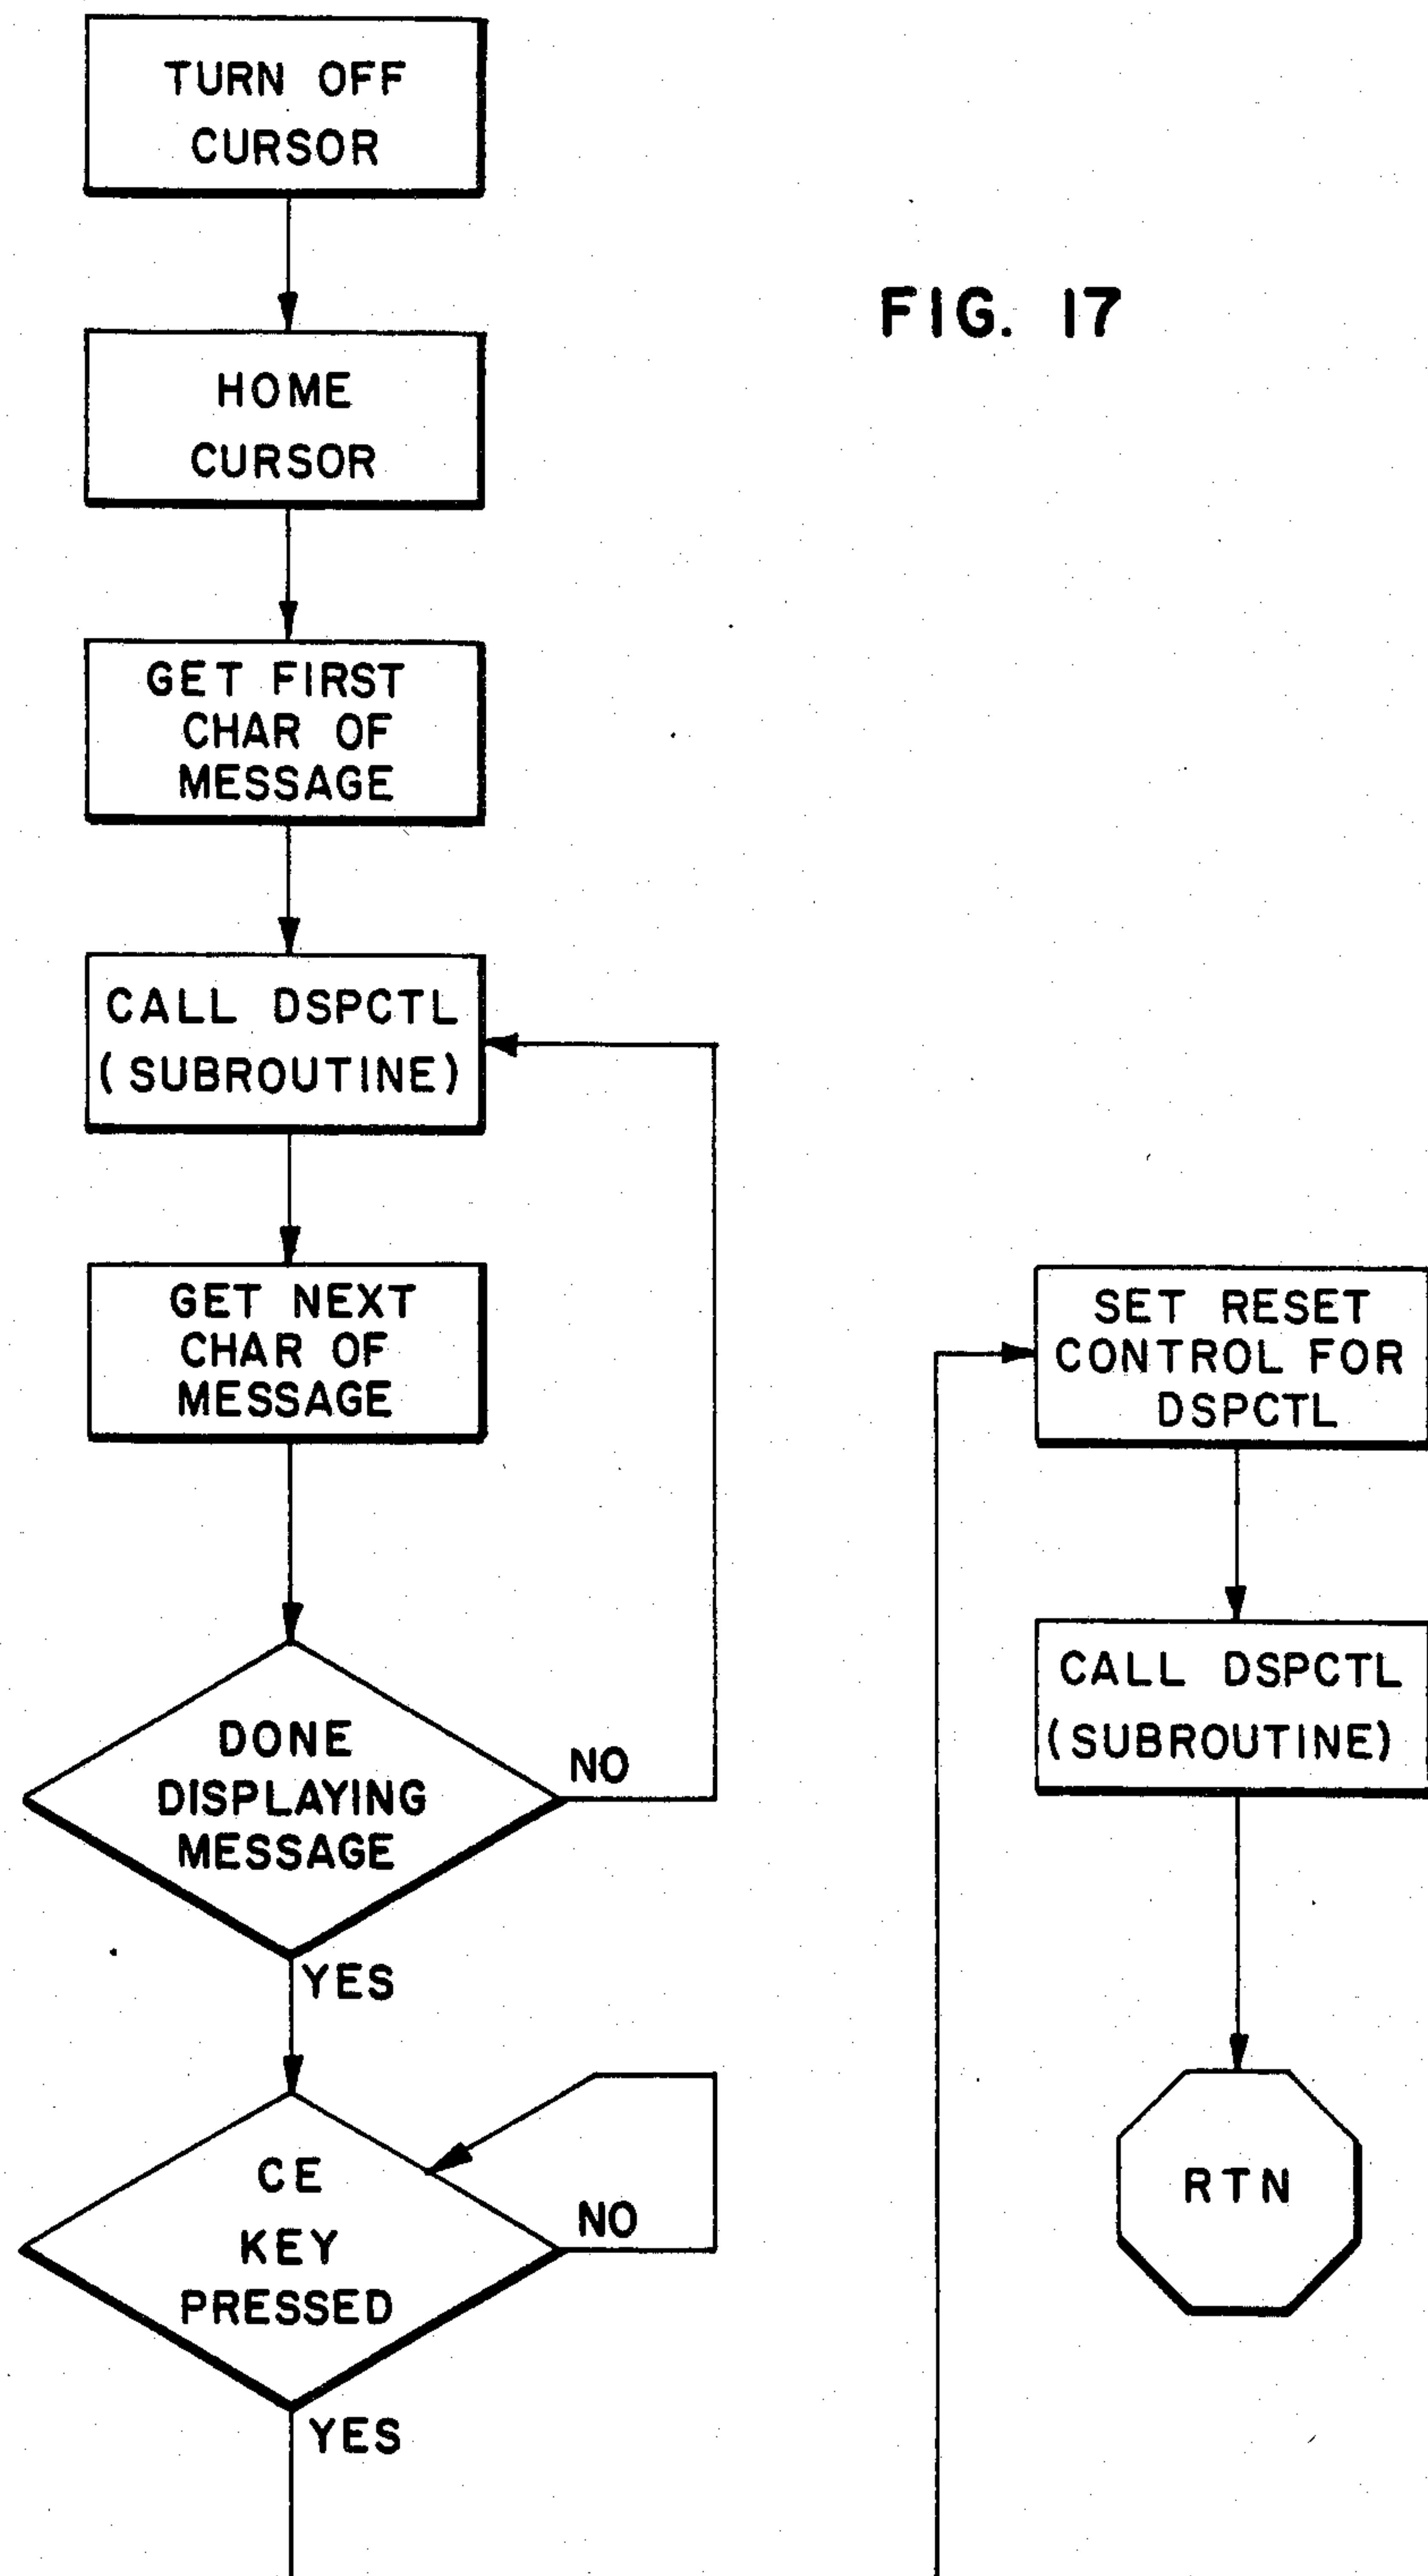 TURN OFF
CURSOR
FIG. 17
HOME
CURSOR
GET FIRST
CHAR OF
MESSAGE
CALL DSPCTL
(SUBROUTINE)
GET NEXT
CHAR OF
MESSAGE
DONE
DISPLAYING
MESSAGE
NO
YES
CE
KEY
PRESSED
NO
YES
SET RESET
CONTROL FOR
DSPCTL
CALL DSPCTL
(SUBROUTINE)
RTN